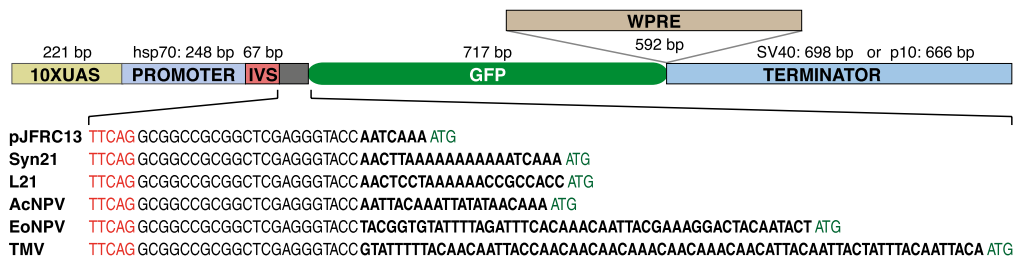 WPRE
221 bp hsp70: 248 bp 67 bp 717 bp 592 bp SV40: 698 bp or p10: 666 bp
10XUAS PROMOTER IVS GFP TERMINATOR
pJFRC13 TTCAG GCGGCCGCGGCTCGAGGGTACC AATCAAA ATG
Syn21 TTCAG GCGGCCGCGGCTCGAGGGTACC AACTTAAAAAAAAAAATCAAA ATG
L21 TTCAG GCGGCCGCGGCTCGAGGGTACC AACTCCTAAAAAACCGCCACC ATG
AcNPV TTCAG GCGGCCGCGGCTCGAGGGTACC AATTACAAATTATATAACAAA ATG
EoNPV TTCAG GCGGCCGCGGCTCGAGGGTACC TACGGTGTATTTTAGATTTCACAAACAATTACGAAAGGACTACAATACT ATG
TMV TTCAG GCGGCCGCGGCTCGAGGGTACC GTATTTTTACAACAATTACCAACAACAACAAACAACAAACAACATTACAATTACTATTTACAATTACA ATG